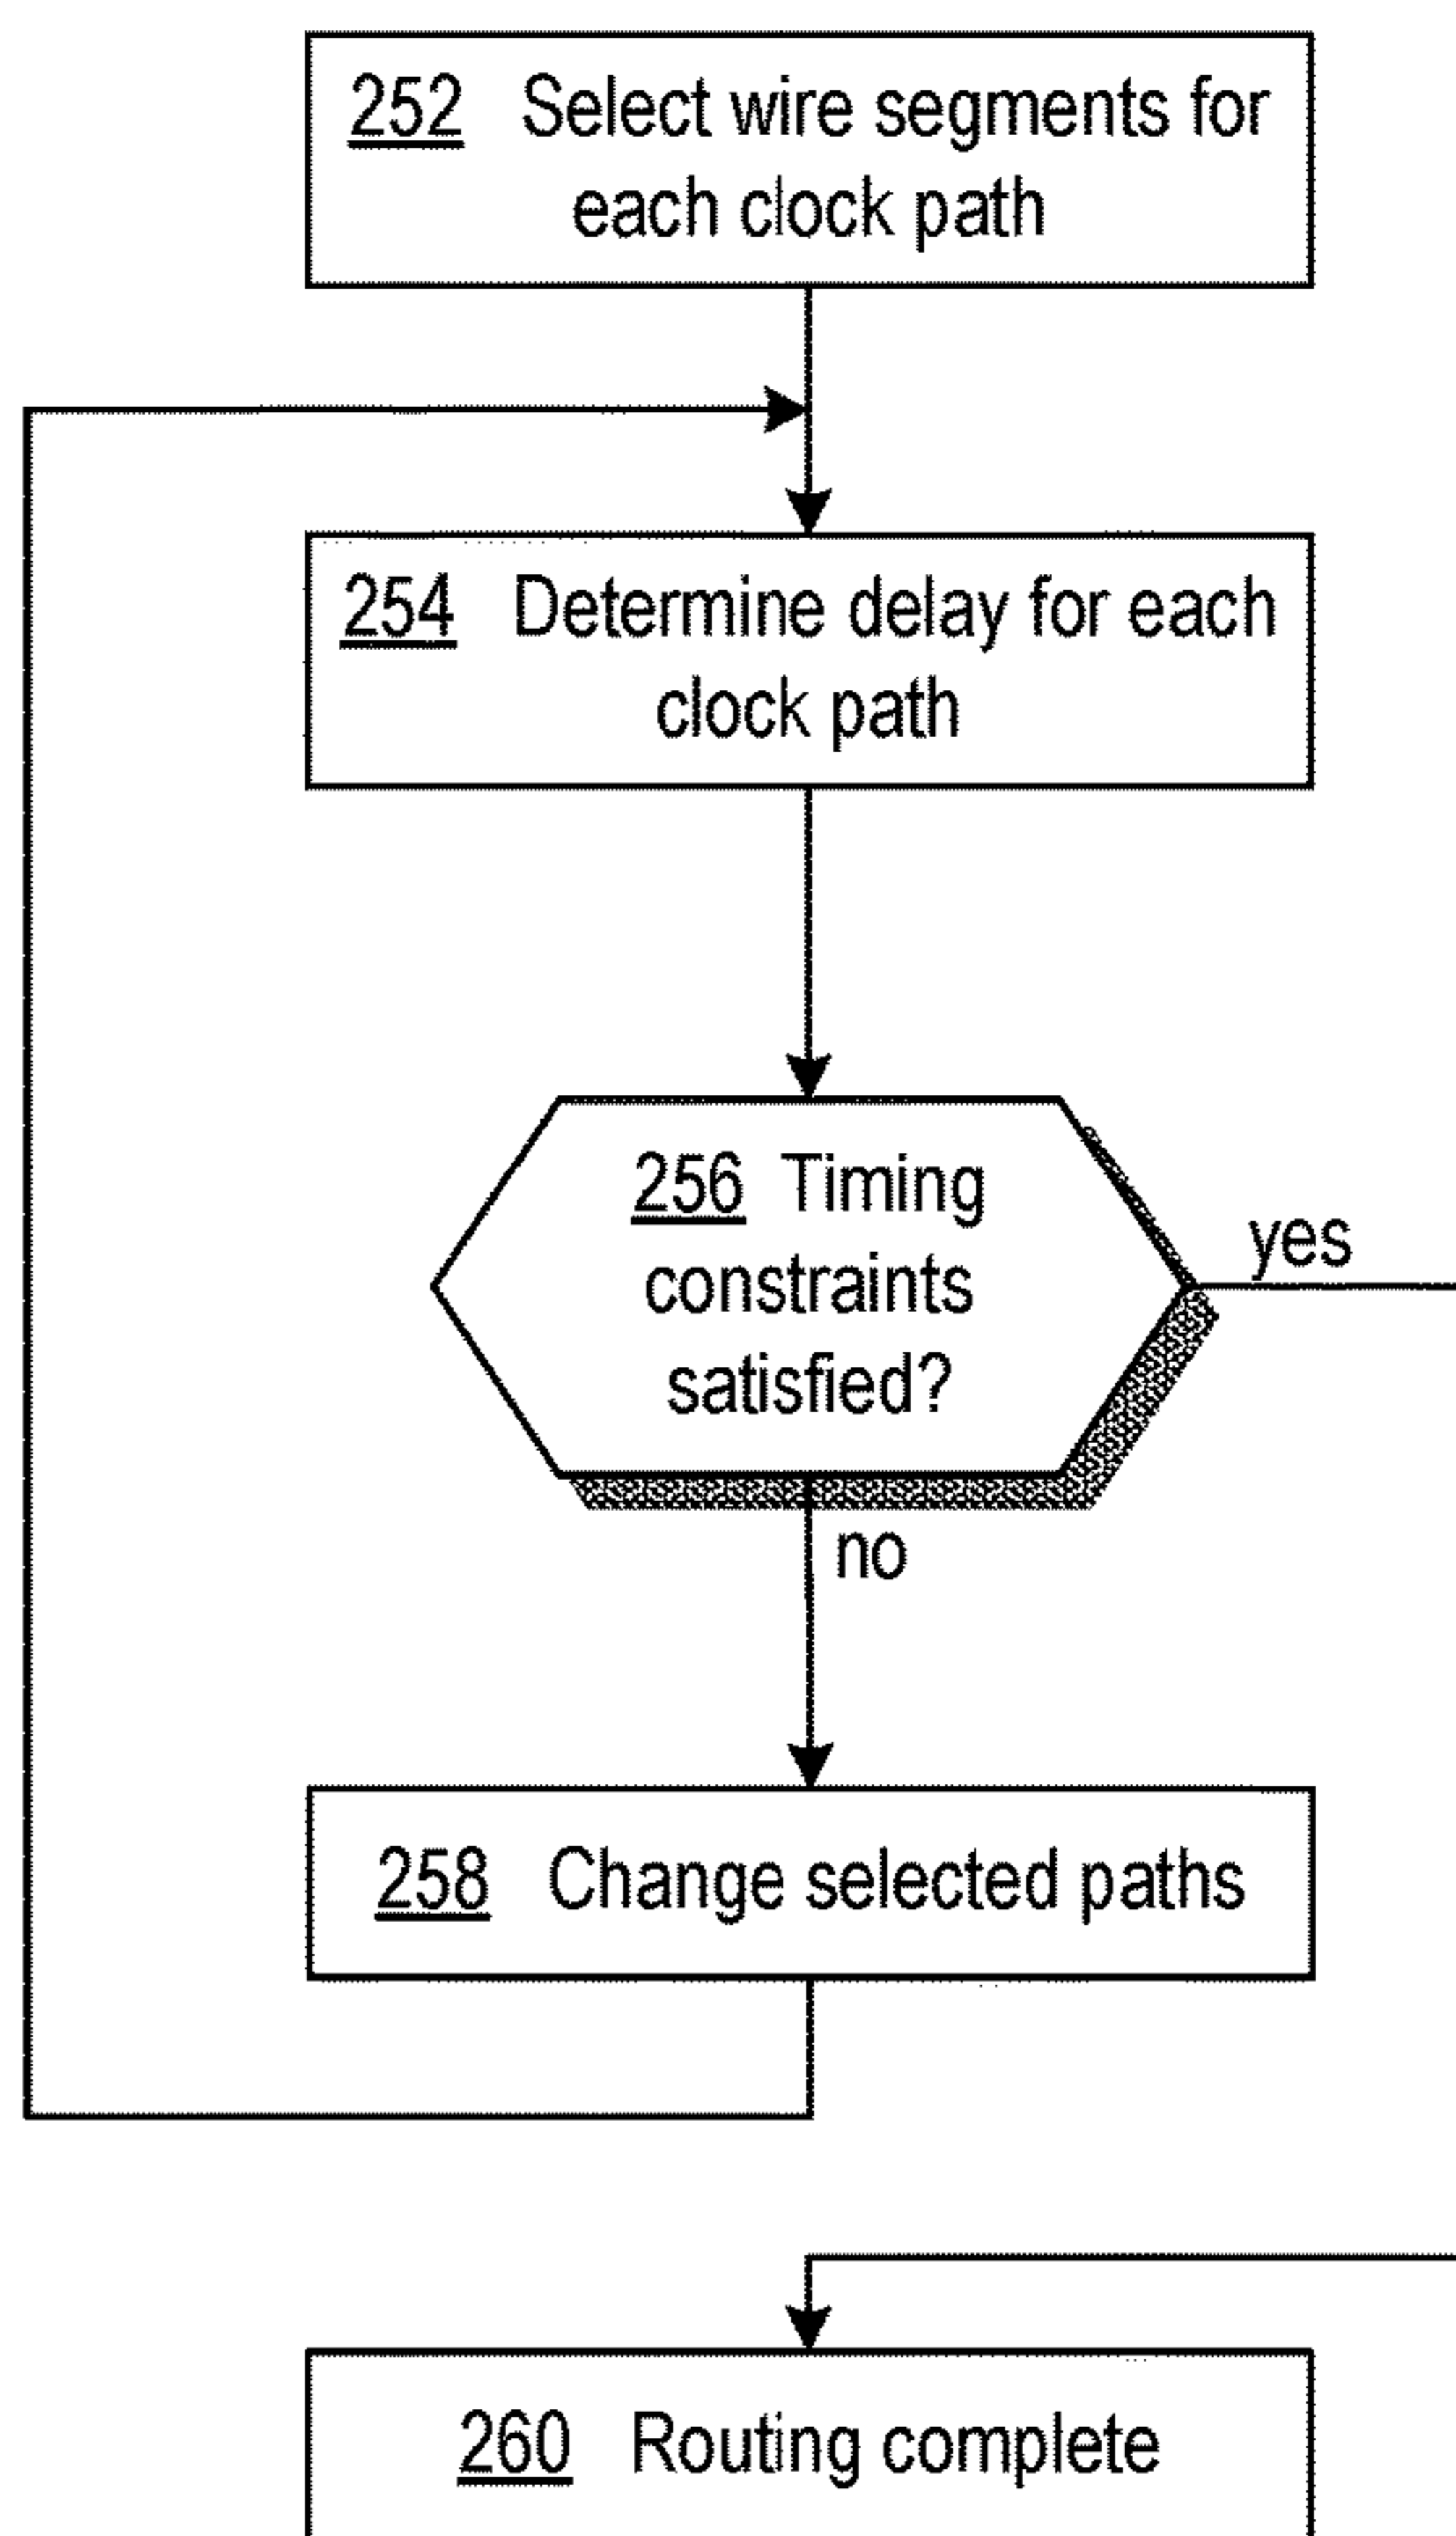 252 Select wire segments for
each clock path
254 Determine delay for each
clock path
256 Timing
constraints
satisfied?
yes
no
258 Change selected paths
260 Routing complete